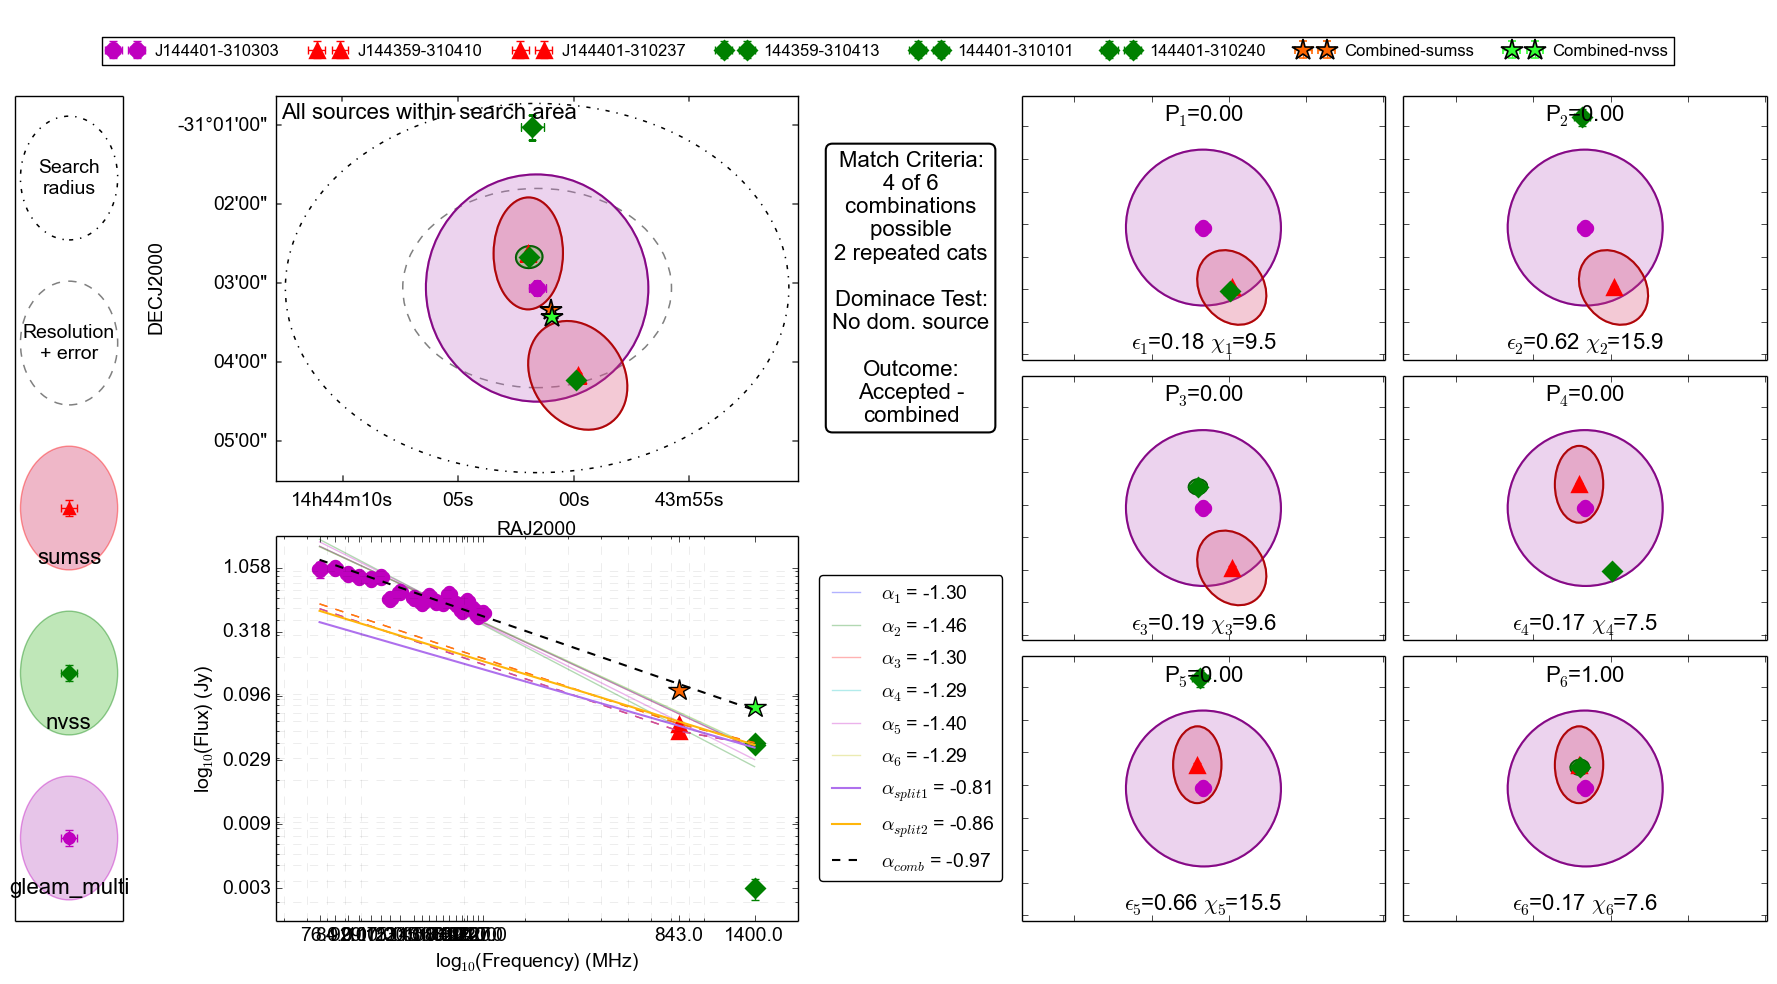 J144401-310303 J144359-310410 J144401-310237 144359-310413 144401-310101 144401-310240 Combined-sumss Combined-nvss
Search
radius
Resolution
+ error
sumss
nvss
gleam_multi
All sources within search area
DECJ2000
-31°01'00"
02'00"
03'00"
04'00"
05'00"
14h44m10s 05s 00s 43m55s
RAJ2000
Match Criteria:
4 of 6
combinations
possible
2 repeated cats
Dominace Test:
No dom. source
Outcome:
Accepted -
combined
log10(Flux) (Jy)
1.058
0.318
0.096
0.029
0.009
0.003
843.0 1400.0
log10(Frequency) (MHz)
α1 = -1.30
α2 = -1.46
α3 = -1.30
α4 = -1.29
α5 = -1.40
α6 = -1.29
αsplit1 = -0.81
αsplit2 = -0.86
αcomb = -0.97
P1=0.00
ϵ1=0.18 χ1=9.5
P2=0.00
ϵ2=0.62 χ2=15.9
P3=0.00
ϵ3=0.19 χ3=9.6
P4=0.00
ϵ4=0.17 χ4=7.5
P5=0.00
ϵ5=0.66 χ5=15.5
P6=1.00
ϵ6=0.17 χ6=7.6